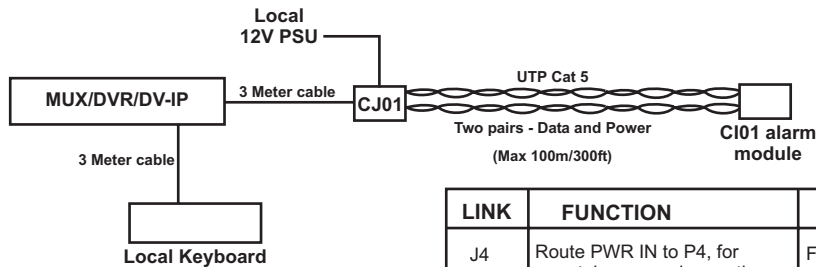 Local
12V PSU
MUX/DVR/DV-IP
3 Meter cable
CJ01
UTP Cat 5
Two pairs - Data and Power
(Max 100m/300ft)
CI01 alarm
module
3 Meter cable
Local Keyboard
LINK FUNCTION
J4 Route PWR IN to P4, for